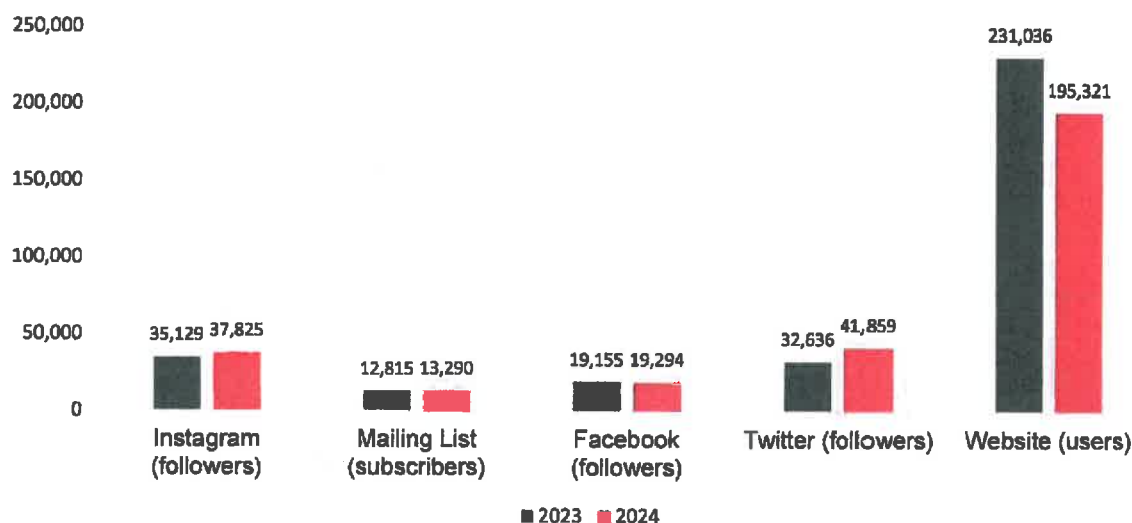 250,000
200,000
150,000
100,000
50,000
0
35,129 37,825
12,815 13,290
19,155 19,294
32,636 41,859
231,036
195,321
Instagram
(followers)
Mailing List
(subscribers)
Facebook
(followers)
Twitter (followers)
Website (users)
2023 2024